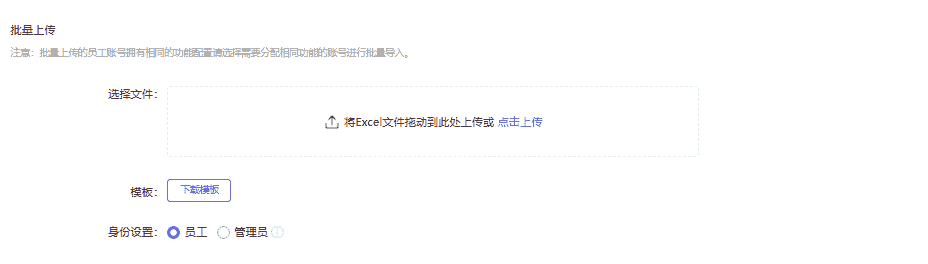 批量上传
注意：批量上传的员工账号拥有相同的功能配置请选择需要分配相同功能的账号进行批量导入。
选择文件：
将Excel文件拖动到此处上传或 点击上传
模板：
下载模板
身份设置：
员工 管理员